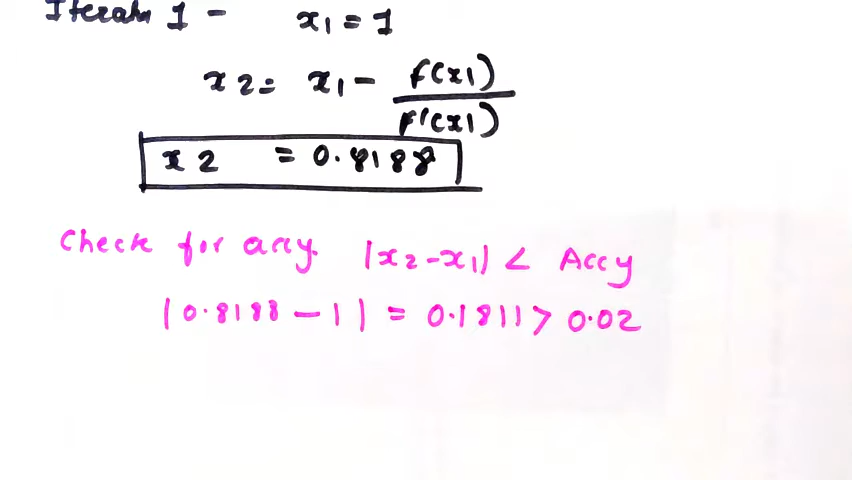 Iteratn 1 - x1 = 1
x2 = x1 - f(x1)
f'(x1)
x2 = 0.8188
Check for accy. |x2 - x1| < Accy
|0.8188 - 1| = 0.1811 > 0.02